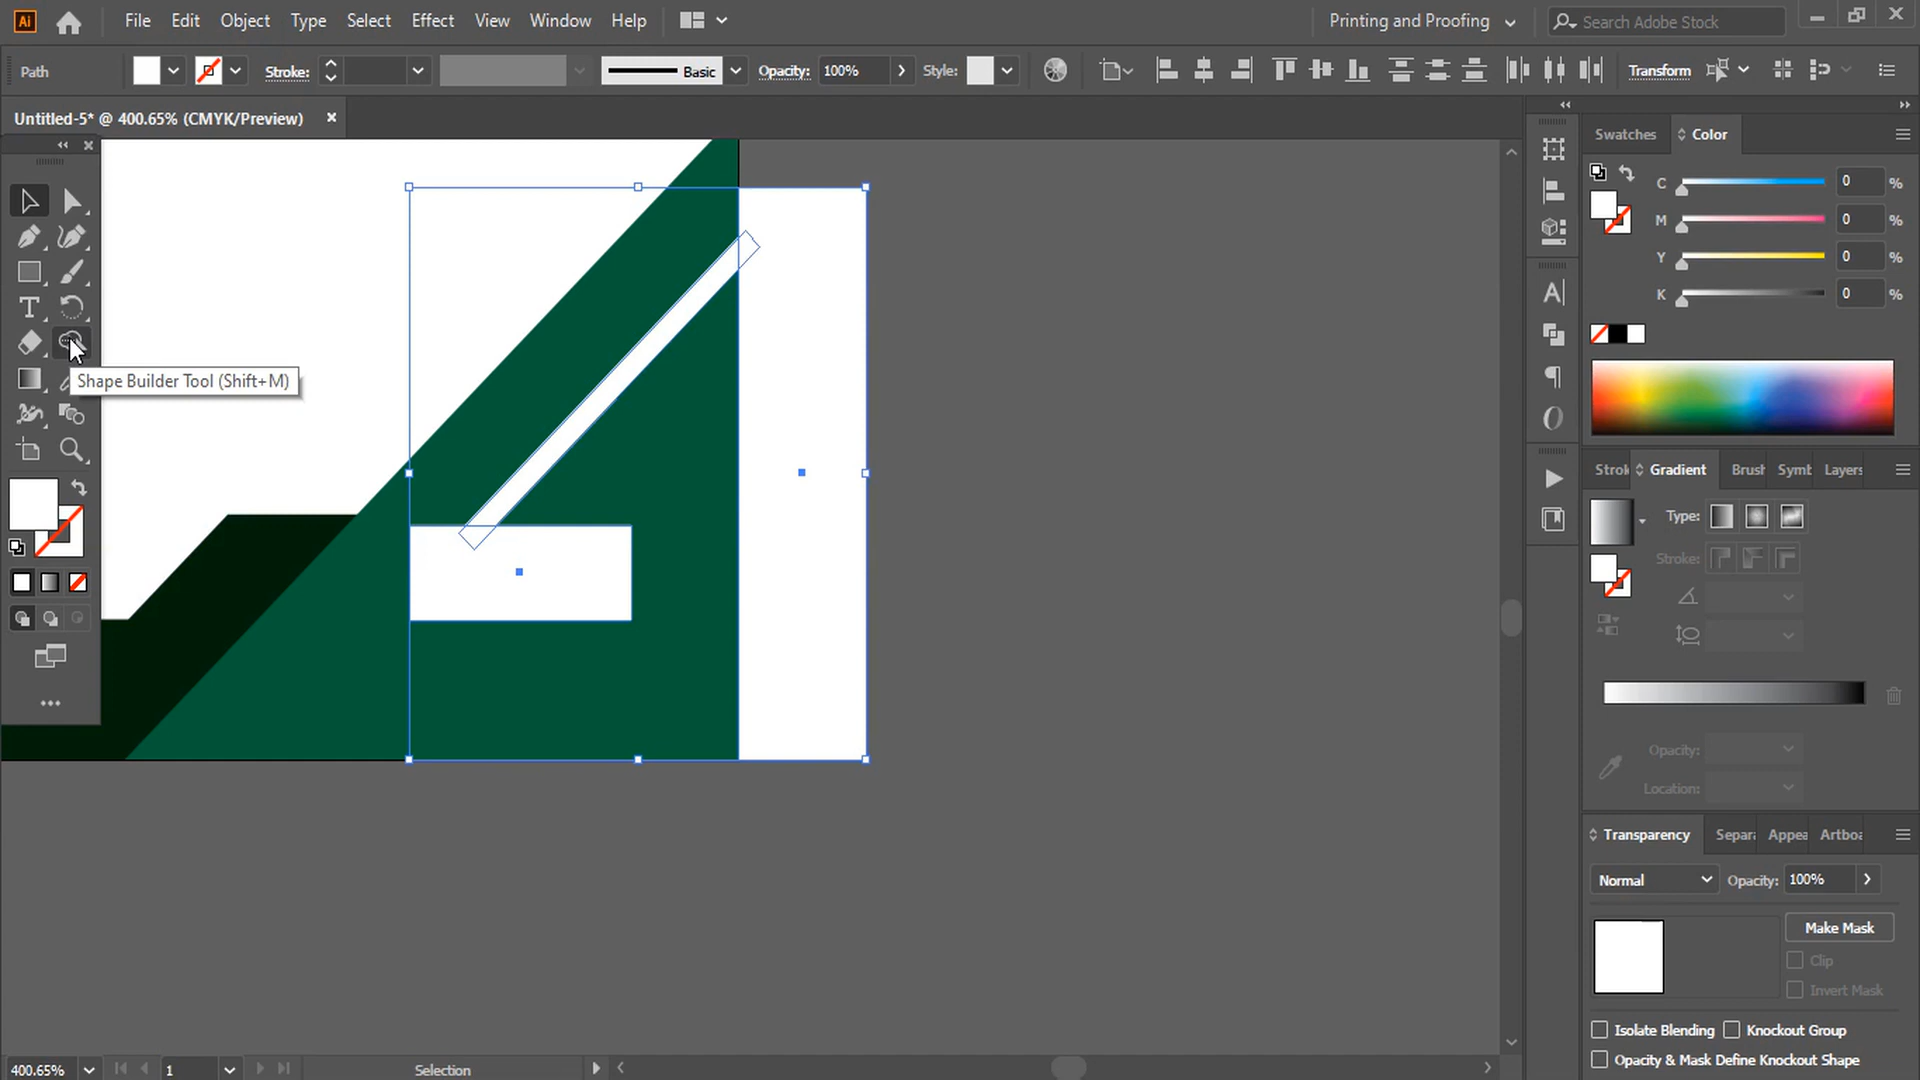 Ai File Edit Object Type Select Effect View Window Help Printing and Proofing Search Adobe Stock
Path Stroke: Basic Opacity: 100% Style: Transform
Untitled-5* @ 400.65% (CMYK/Preview) ×
Swatches Color
C 0 %
M 0 %
Y 0 %
K 0 %
Shape Builder Tool (Shift+M)
Strok Gradient Brush Symb Layers
Type:
Stroke:
Opacity:
Location:
Transparency Separa Appea Artboa
Normal Opacity: 100%
Make Mask
Clip
Invert Mask
Isolate Blending Knockout Group
Opacity & Mask Define Knockout Shape
400.65% 1 Selection